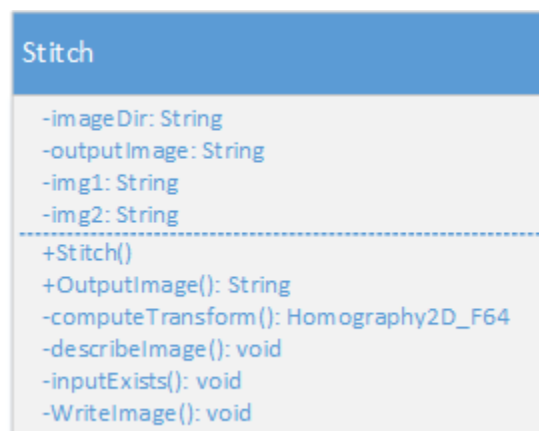 Stitch
-imageDir: String
-outputImage: String
-img1: String
-img2: String
+Stitch()
+OutputImage(): String
-computeTransform(): Homography2D_F64
-describeImage(): void
-inputExists(): void
-WriteImage(): void